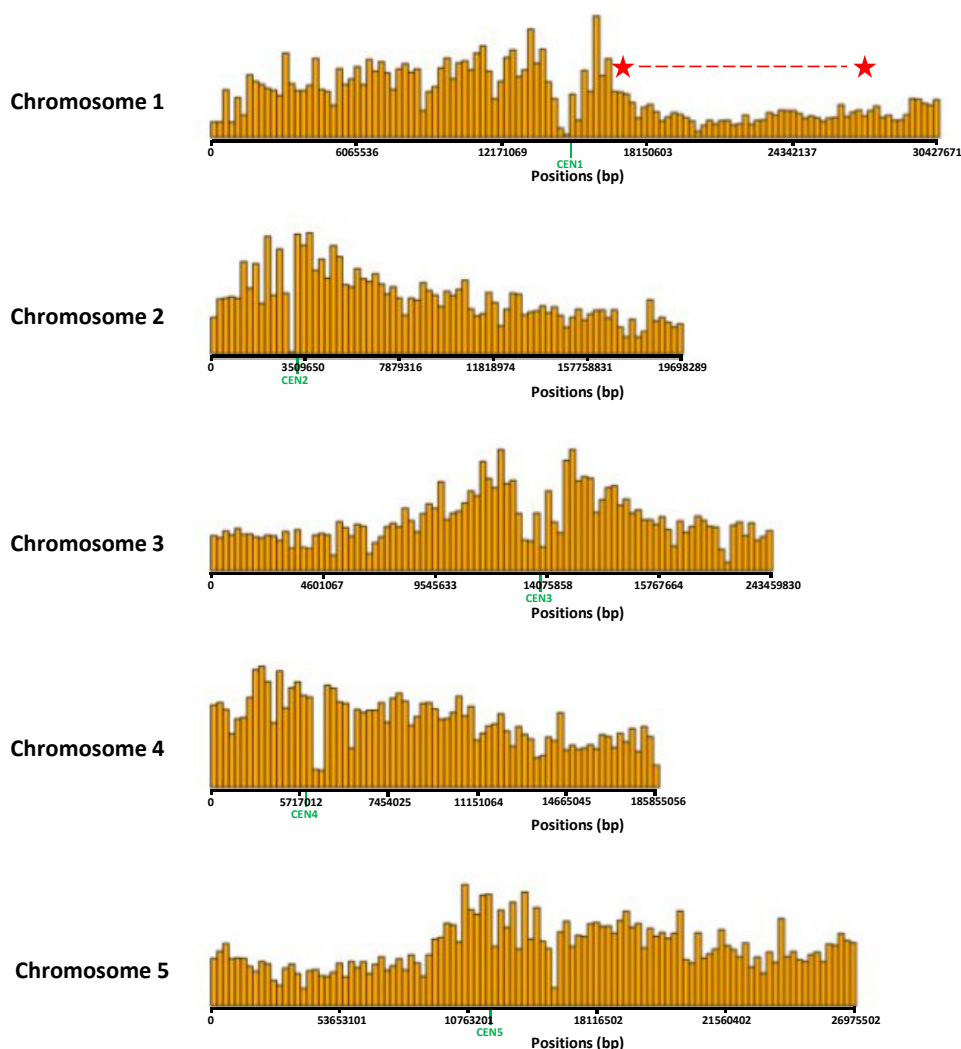 Chromosome 1
0 6065536 12171069 18150603 24342137 30427671
CEN1
Positions (bp)
Chromosome 2
0 3509650 7879316 11818974 157758831 19698289
CEN2
Positions (bp)
Chromosome 3
0 4601067 9545633 14075858 15767664 243459830
CEN3
Positions (bp)
Chromosome 4
0 5717012 7454025 11151064 14665045 185855056
CEN4
Positions (bp)
Chromosome 5
0 53653101 10763201 18116502 21560402 26975502
CEN5
Positions (bp)